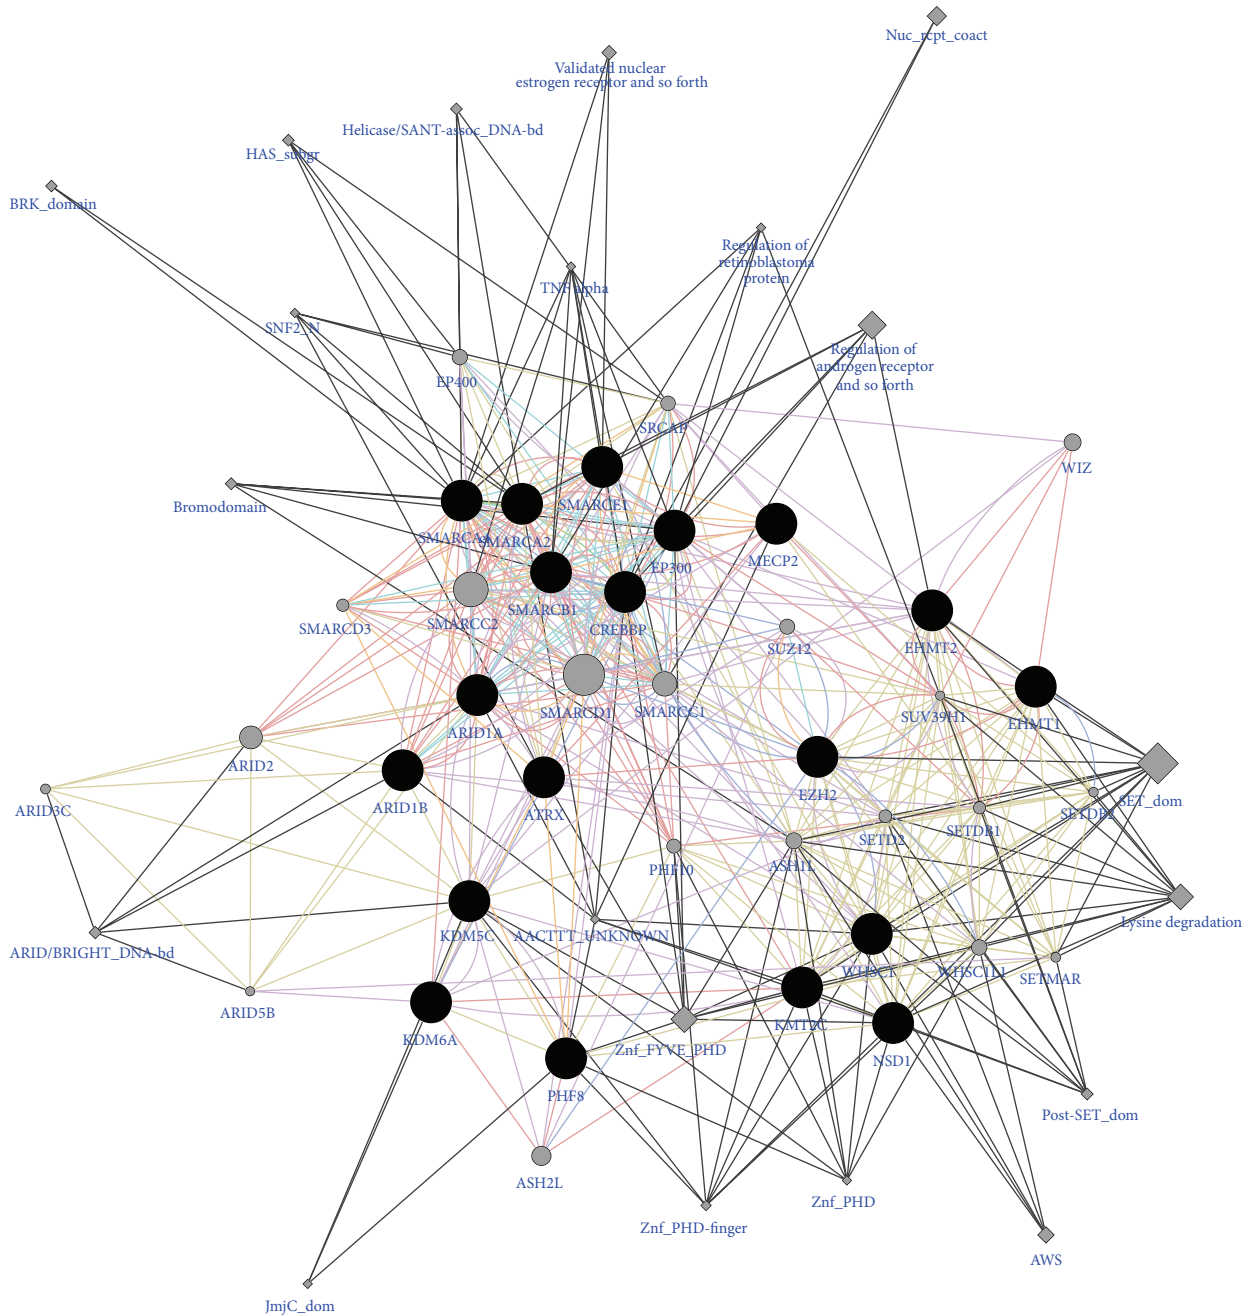 Nuc_rcpt_coact
Validated nuclear
estrogen receptor and so forth
Helicase/SANT-assoc_DNA-bd
HAS_subgr
BRK_domain
Regulation of
retinoblastoma
protein
TNF alpha
SNF2_N
Regulation of
androgen receptor
and so forth
EP400
SRCAP
WIZ
Bromodomain
SMARCE1
SMARCA2
EP300
MECP2
SMARCB1
SMARCC2
CREBBP
SMARCD3
SUZ12
EHMT2
SMARCD1
SMARCC1
SUV39H1
EHMT1
ARID1A
ARID2
ARID3C
ARID1B
ATRX
EZH2
SET_dom
SETDB2
SETDB1
SETD2
ASH1L
PHF10
KDM5C
AACTTT_UNKNOWN
Lysine degradation
ARID/BRIGHT_DNA-bd
WHSC1
WHSC1L1
SETMAR
ARID5B
KDM6A
KMT2C
Znf_FYVE_PHD
NSD1
PHF8
Post-SET_dom
ASH2L
Znf_PHD
Znf_PHD-finger
AWS
JmjC_dom